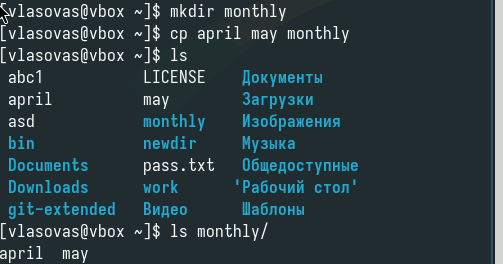 [vlasovas@vbox ~]$ mkdir monthly
[vlasovas@vbox ~]$ cp april may monthly
[vlasovas@vbox ~]$ ls
abc1 LICENSE Документы
april may Загрузки
asd monthly Изображения
bin newdir Музыка
Documents pass.txt Общедоступные
Downloads work 'Рабочий стол'
git-extended Видео Шаблоны
[vlasovas@vbox ~]$ ls monthly/
april may